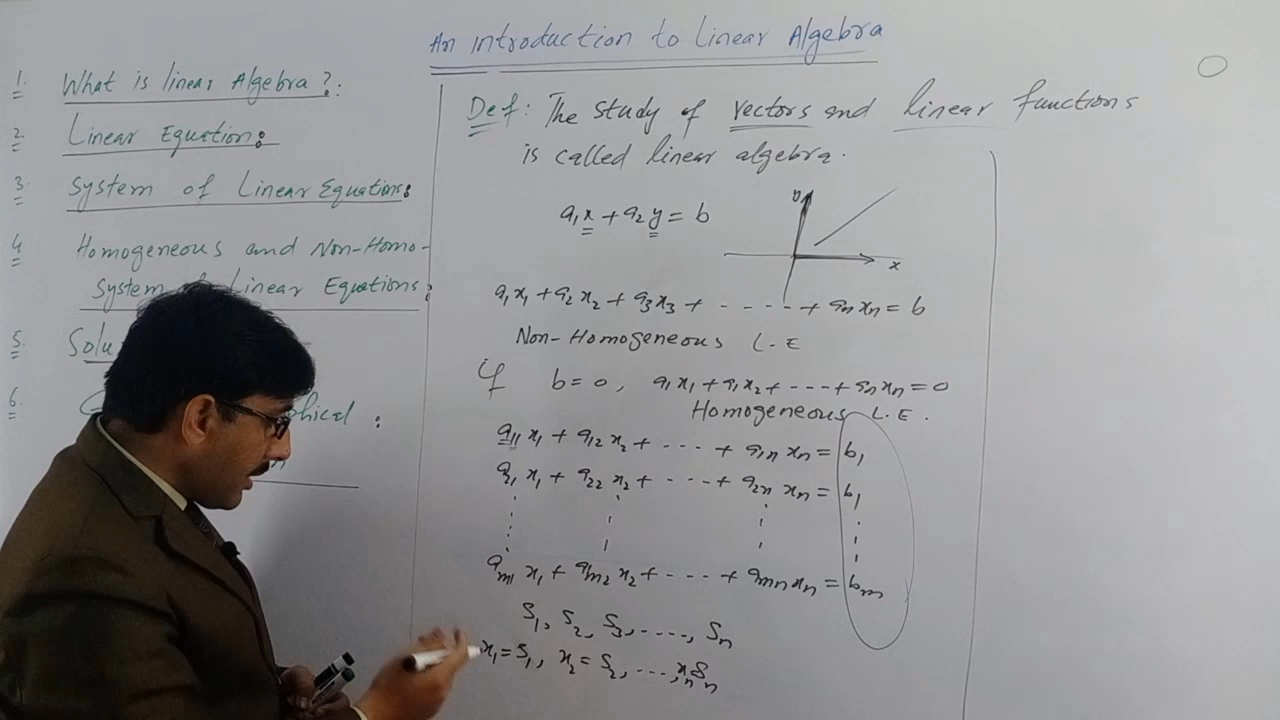 An introduction to Linear Algebra
1. What is linear Algebra?:
2. Linear Equation:
3. System of Linear Equations:
4. Homogeneous and Non-Homo-
System of Linear Equations:
5. Solu
6. G phical :
n
Def: The study of vectors and linear functions
is called linear algebra.
a₁x + a₂y = b
y
x
a₁x₁ + a₂x₂ + a₃x₃ + - - - - - + aₙxₙ = b
Non-Homogeneous L.E
if b = 0, a₁x₁ + a₁x₂ + - - - - + aₙxₙ = 0
Homogeneous L.E.
a₁₁x₁ + a₁₂x₂ + - - - - + a₁ₙxₙ = b₁
a₂₁x₁ + a₂₂x₂ + - - - - + a₂ₙxₙ = b₁
aₘ₁x₁ + aₘ₂x₂ + - - - - + aₘₙxₙ = bₘ
S₁, S₂, S₃, - - - -, Sₙ
x₁ = S₁, x₂ = S₂, - - -, xₙ Sₙ